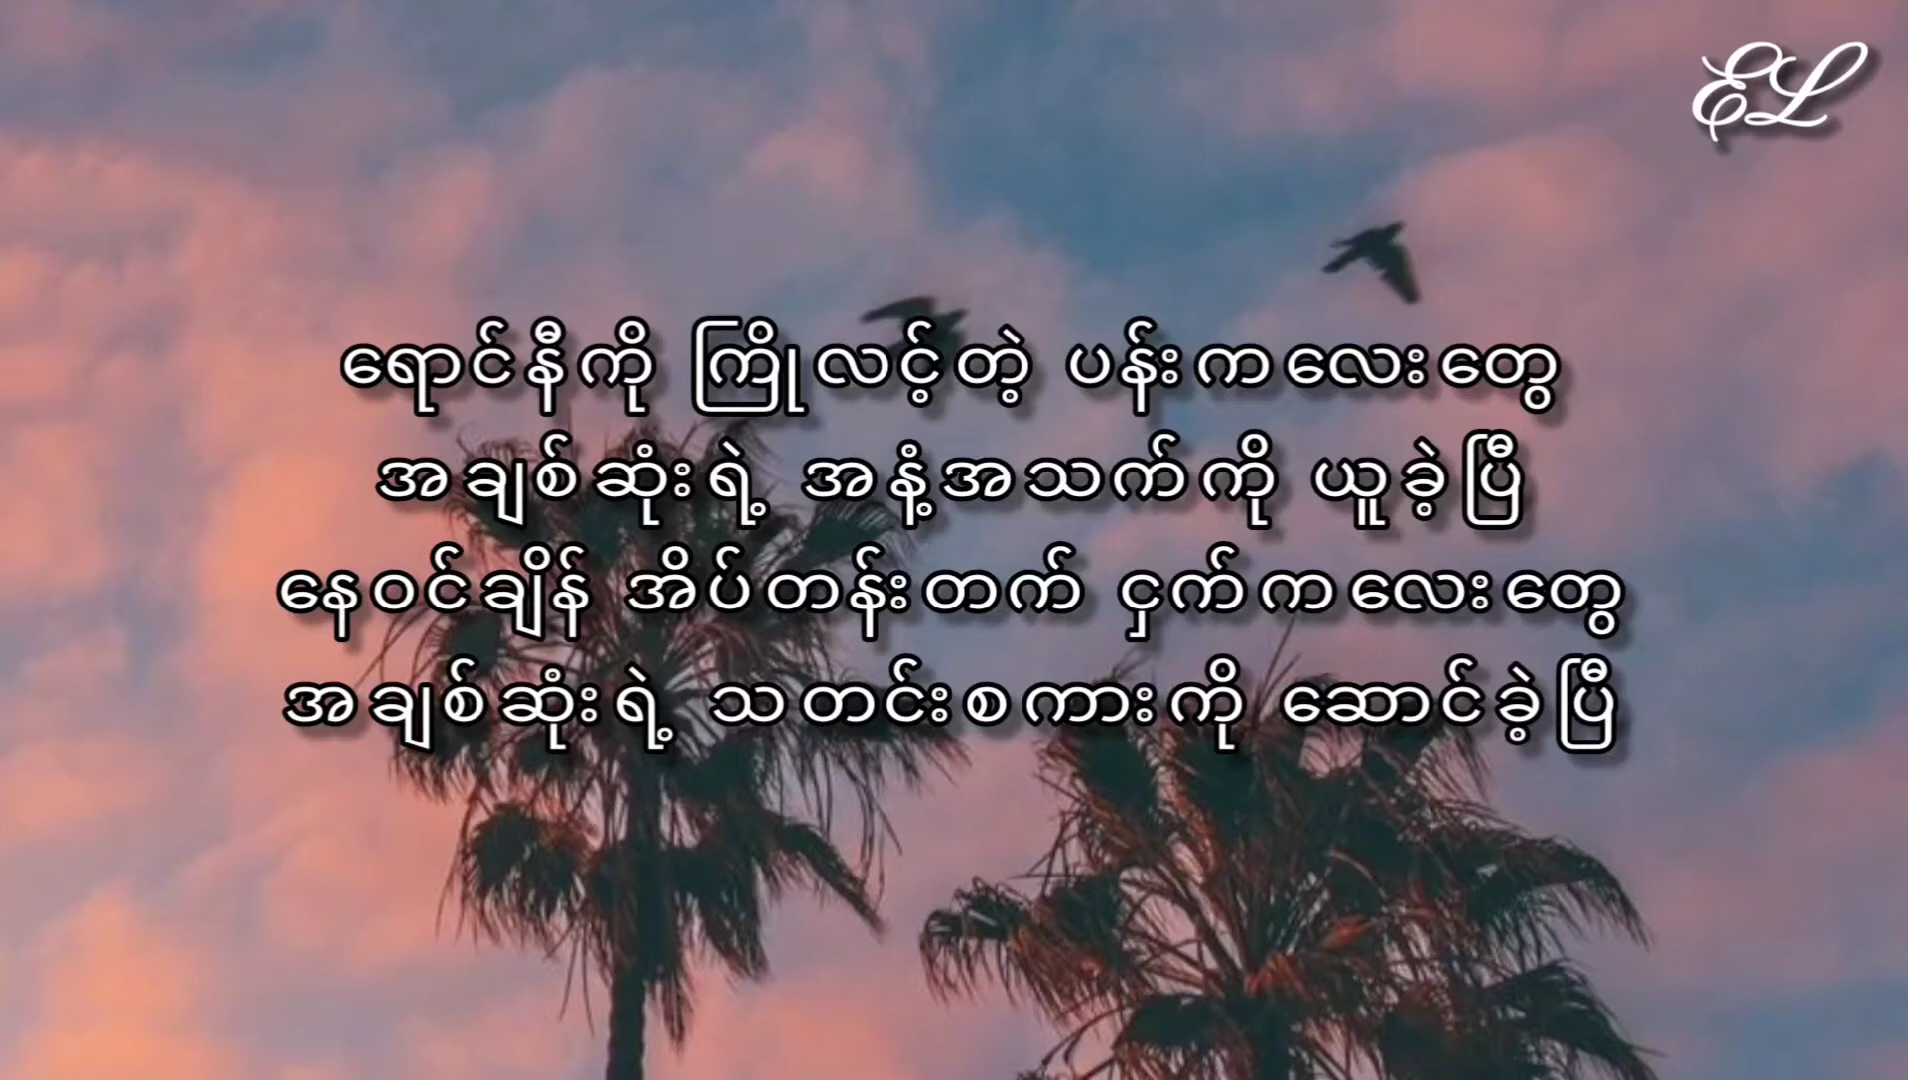 EL
ရောင်နီကို ကြိုလင့်တဲ့ ပန်းကလေးတွေ
အချစ်ဆုံးရဲ့ အနံ့အသက်ကို ယူခဲ့ပြီ
နေဝင်ချိန် အိပ်တန်းတက် ငှက်ကလေးတွေ
အချစ်ဆုံးရဲ့ သတင်းစကားကို ဆောင်ခဲ့ပြီ